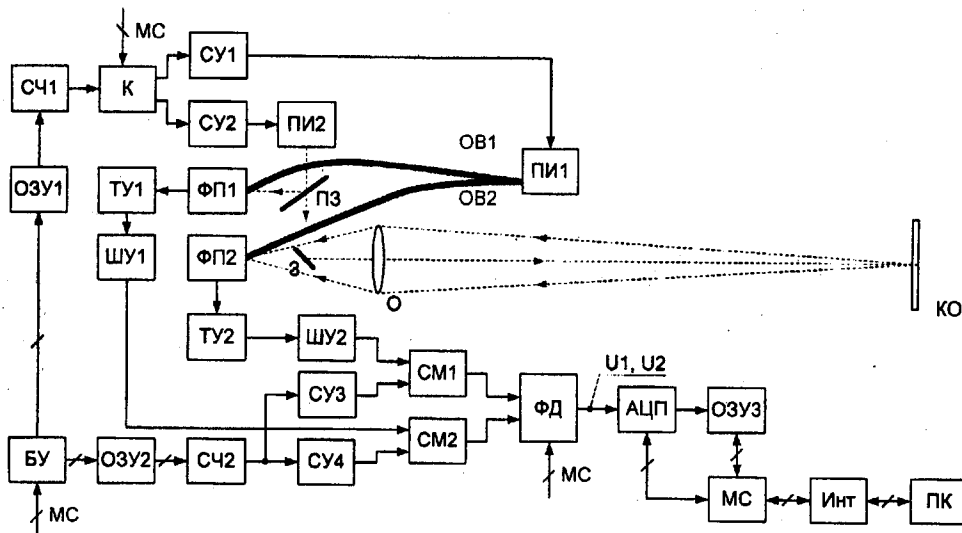 МС
СУ1
СЧ1
К
СУ2
ПИ2
ОВ1
ПИ1
ОЗУ1
ТУ1
ФП1
ПЗ
ОВ2
ШУ1
ФП2
З
О
КО
ТУ2
ШУ2
СМ1
U1, U2
СУ3
ФД
АЦП
ОЗУ3
СМ2
БУ
ОЗУ2
СЧ2
СУ4
МС
МС
МС
Инт
ПК